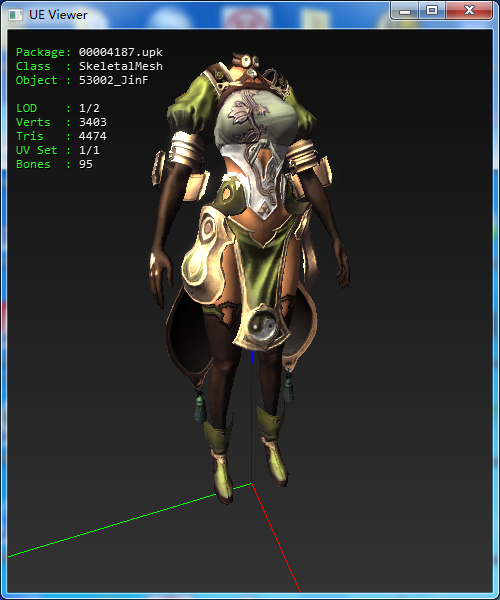 UE Viewer
Package: 00004187.upk
Class : SkeletalMesh
Object : 53002_JinF
LOD : 1/2
Verts : 3403
Tris : 4474
UV Set : 1/1
Bones : 95